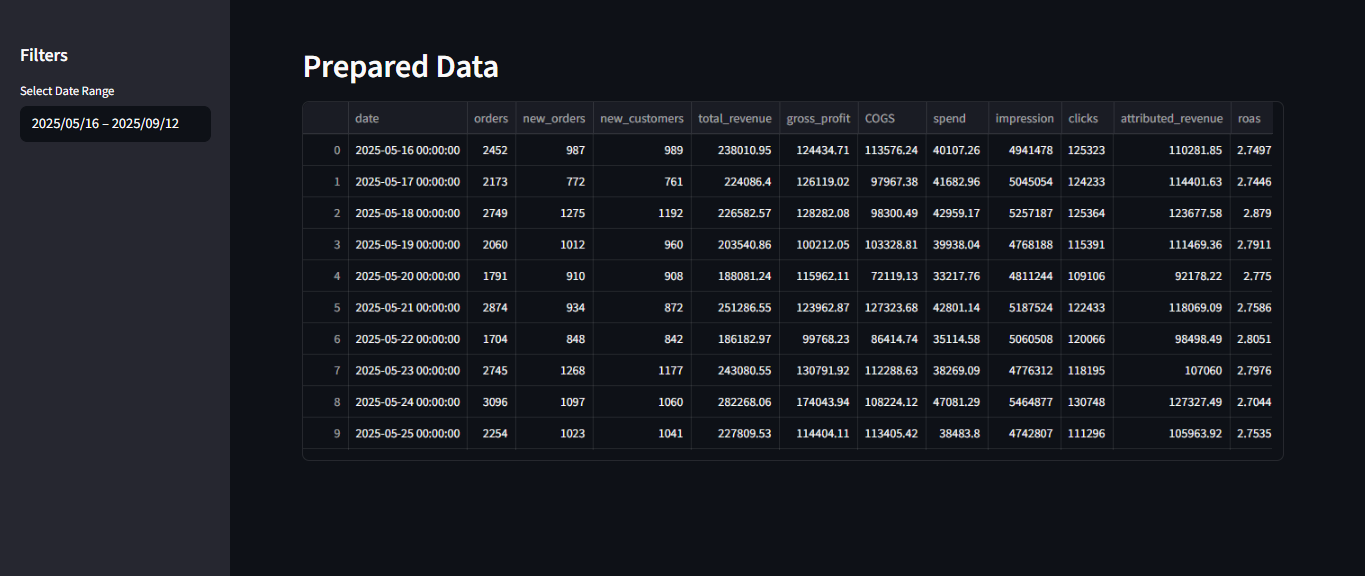 Filters
Select Date Range
2025/05/16 – 2025/09/12
Prepared Data
date orders new_orders new_customers total_revenue gross_profit COGS spend impression clicks attributed_revenue roas
0 2025-05-16 00:00:00 2452 987 989 238010.95 124434.71 113576.24 40107.26 4941478 125323 110281.85 2.7497
1 2025-05-17 00:00:00 2173 772 761 224086.4 126119.02 97967.38 41682.96 5045054 124233 114401.63 2.7446
2 2025-05-18 00:00:00 2749 1275 1192 226582.57 128282.08 98300.49 42959.17 5257187 125364 123677.58 2.879
3 2025-05-19 00:00:00 2060 1012 960 203540.86 100212.05 103328.81 39938.04 4768188 115391 111469.36 2.7911
4 2025-05-20 00:00:00 1791 910 908 188081.24 115962.11 72119.13 33217.76 4811244 109106 92178.22 2.775
5 2025-05-21 00:00:00 2874 934 872 251286.55 123962.87 127323.68 42801.14 5187524 122433 118069.09 2.7586
6 2025-05-22 00:00:00 1704 848 842 186182.97 99768.23 86414.74 35114.58 5060508 120066 98498.49 2.8051
7 2025-05-23 00:00:00 2745 1268 1177 243080.55 130791.92 112288.63 38269.09 4776312 118195 107060 2.7976
8 2025-05-24 00:00:00 3096 1097 1060 282268.06 174043.94 108224.12 47081.29 5464877 130748 127327.49 2.7044
9 2025-05-25 00:00:00 2254 1023 1041 227809.53 114404.11 113405.42 38483.8 4742807 111296 105963.92 2.7535